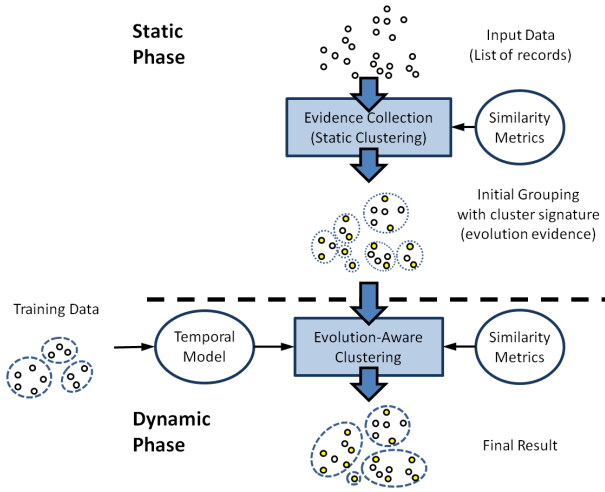 Static
Phase
Input Data
(List of records)
Evidence Collection
(Static Clustering)
Similarity
Metrics
Initial Grouping
with cluster signature
(evolution evidence)
Training Data
Temporal
Model
Evolution-Aware
Clustering
Similarity
Metrics
Dynamic
Phase
Final Result